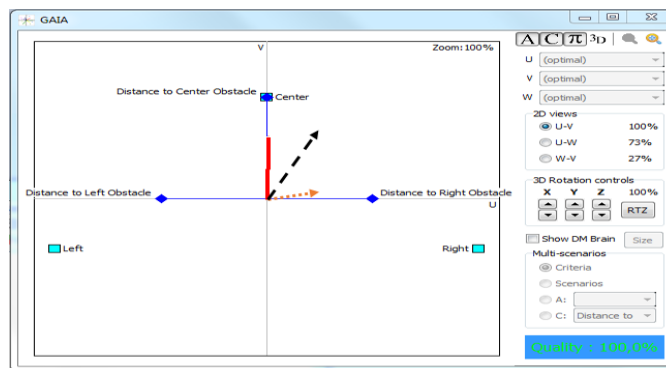 GAIA
V
Zoom: 100%
Distance to Center Obstacle
Center
Distance to Left Obstacle
Distance to Right Obstacle
U
Left
Right
A C π 3D
U (optimal)
V (optimal)
W (optimal)
2D views
U-V 100%
U-W 73%
W-V 27%
3D Rotation controls
X Y Z 100%
RTZ
Show DM Brain Size
Multi-scenarios
Criteria
Scenarios
A:
C: Distance to
Quality : 100,0%